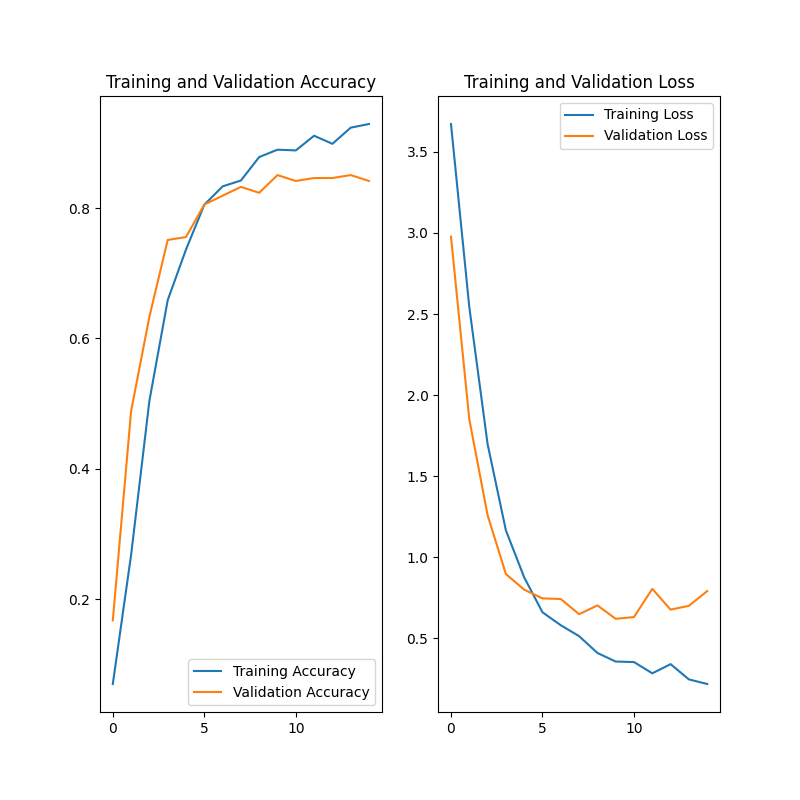 Training and Validation Accuracy
0.8
0.6
0.4
0.2
0
5
10
Training Accuracy
Validation Accuracy
Training and Validation Loss
3.5
3.0
2.5
2.0
1.5
1.0
0.5
0
5
10
Training Loss
Validation Loss